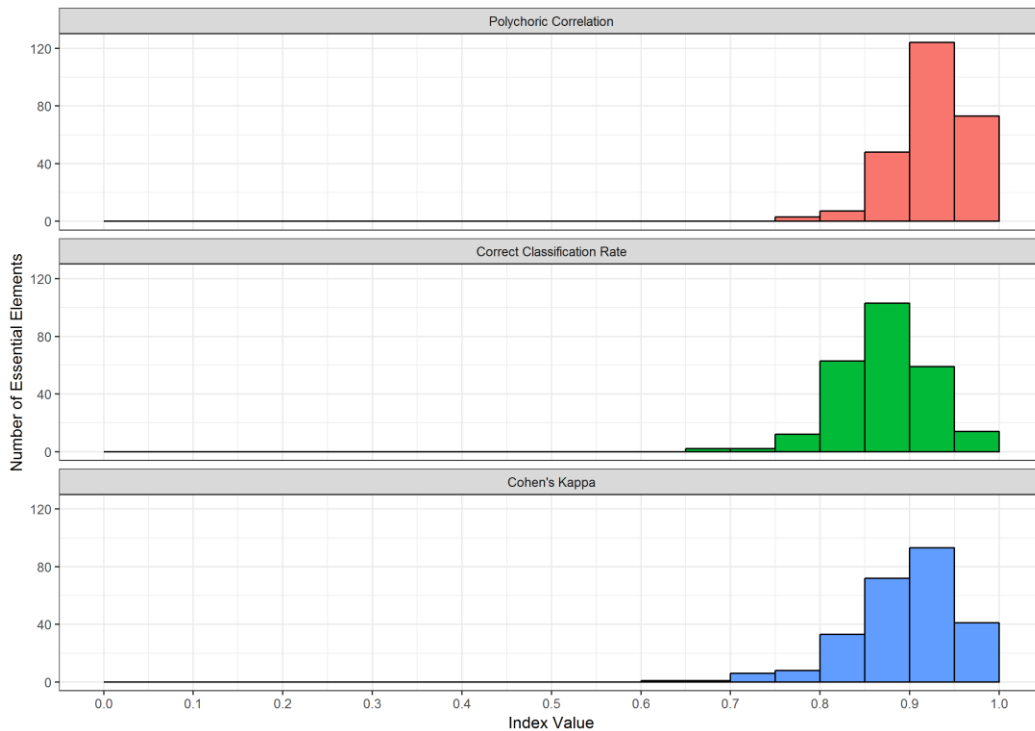 Polychoric Correlation
120
80
40
0
Correct Classification Rate
120
80
40
0
Cohen's Kappa
120
80
40
0
0.0 0.1 0.2 0.3 0.4 0.5 0.6 0.7 0.8 0.9 1.0
Index Value
Number of Essential Elements